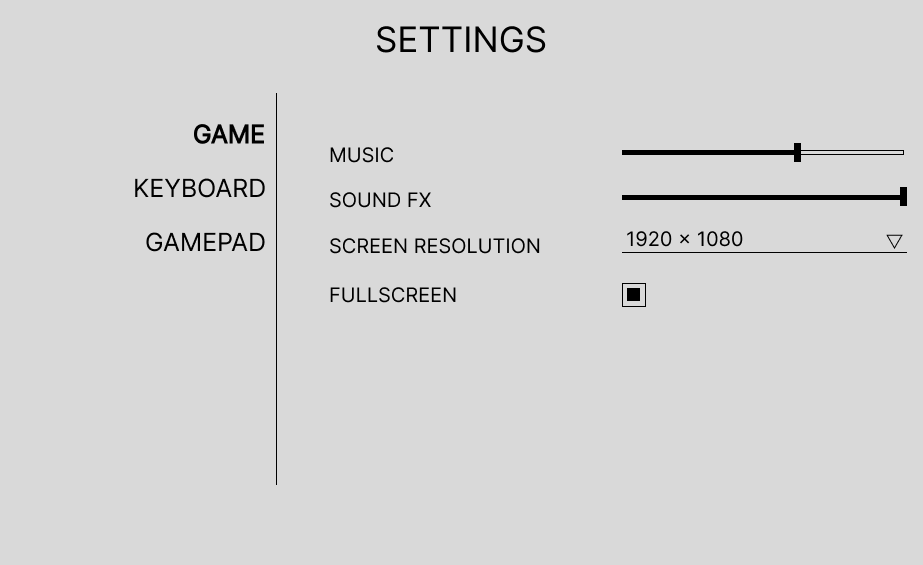 SETTINGS
GAME
KEYBOARD
GAMEPAD
MUSIC
SOUND FX
SCREEN RESOLUTION
1920 × 1080
FULLSCREEN